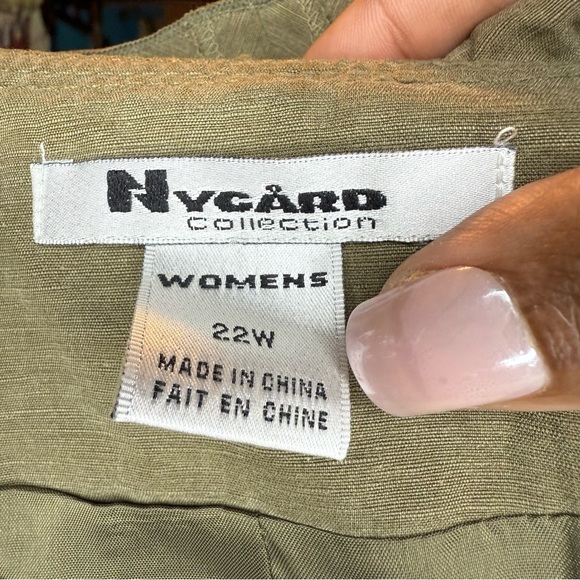 NYGÅRD
Collection
WOMENS
22W
MADE IN CHINA
FAIT EN CHINE